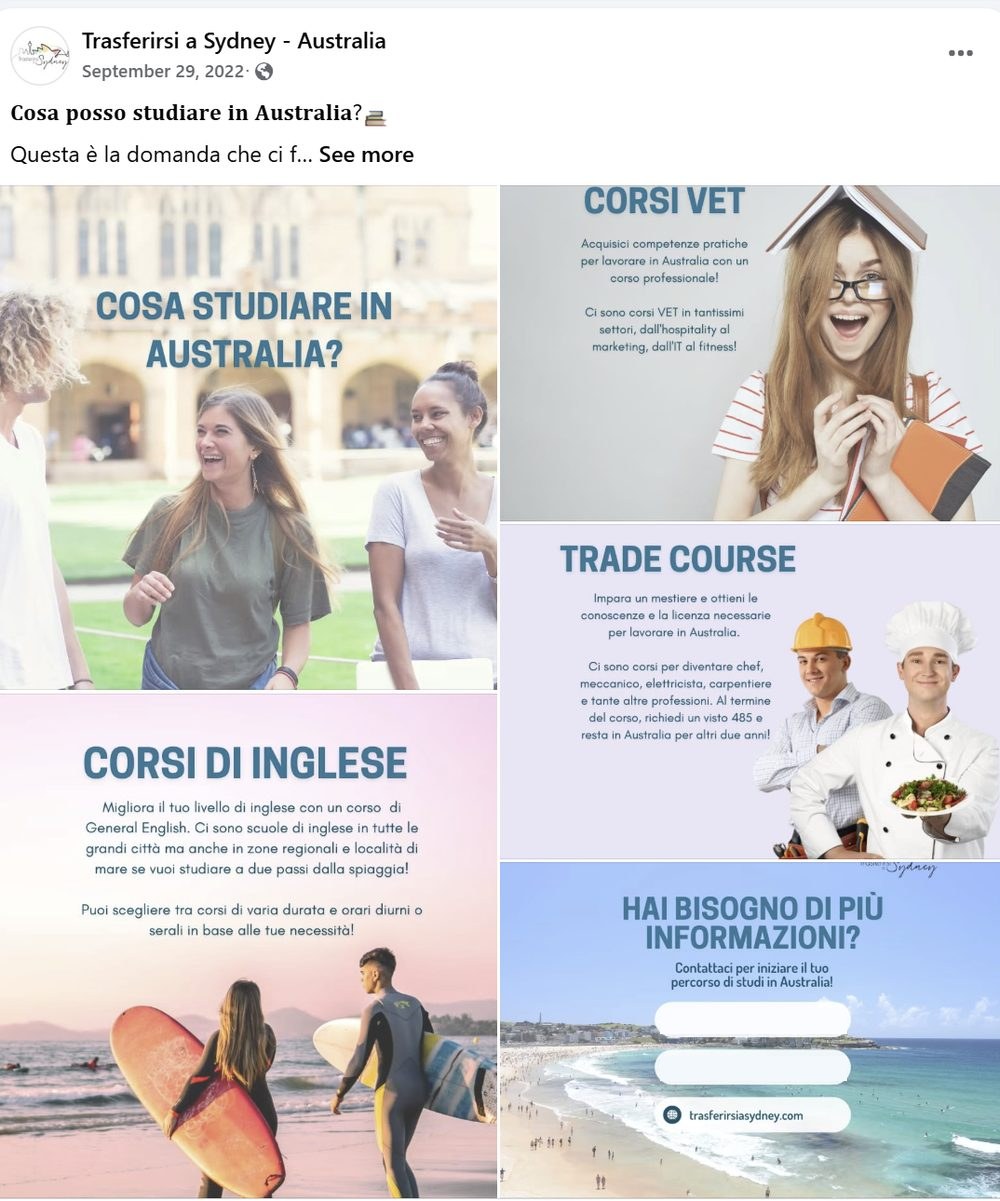 Trasferirsi a Sydney - Australia
September 29, 2022
Cosa posso studiare in Australia?
Questa è la domanda che ci f... See more
COSA STUDIARE IN
AUSTRALIA?
CORSI VET
Acquisici competenze pratiche
per lavorare in Australia con un
corso professionale!
Ci sono corsi VET in tantissimi
settori, dall'hospitality al
marketing, dall'IT al fitness!
TRADE COURSE
Impara un mestiere e ottieni le
conoscenze e la licenza necessarie
per lavorare in Australia.
Ci sono corsi per diventare chef,
meccanico, elettricista, carpentiere
e tante altre professioni. Al termine
del corso, richiedi un visto 485 e
resta in Australia per altri due anni!
CORSI DI INGLESE
Migliora il tuo livello di inglese con un corso di
General English. Ci sono scuole di inglese in tutte le
grandi città ma anche in zone regionali e località di
mare se vuoi studiare a due passi dalla spiaggia!
Puoi scegliere tra corsi di varia durata e orari diurni o
serali in base alle tue necessità!
Sydney
HAI BISOGNO DI PIÙ
INFORMAZIONI?
Contattaci per iniziare il tuo
percorso di studi in Australia!
trasferirsiasydney.com